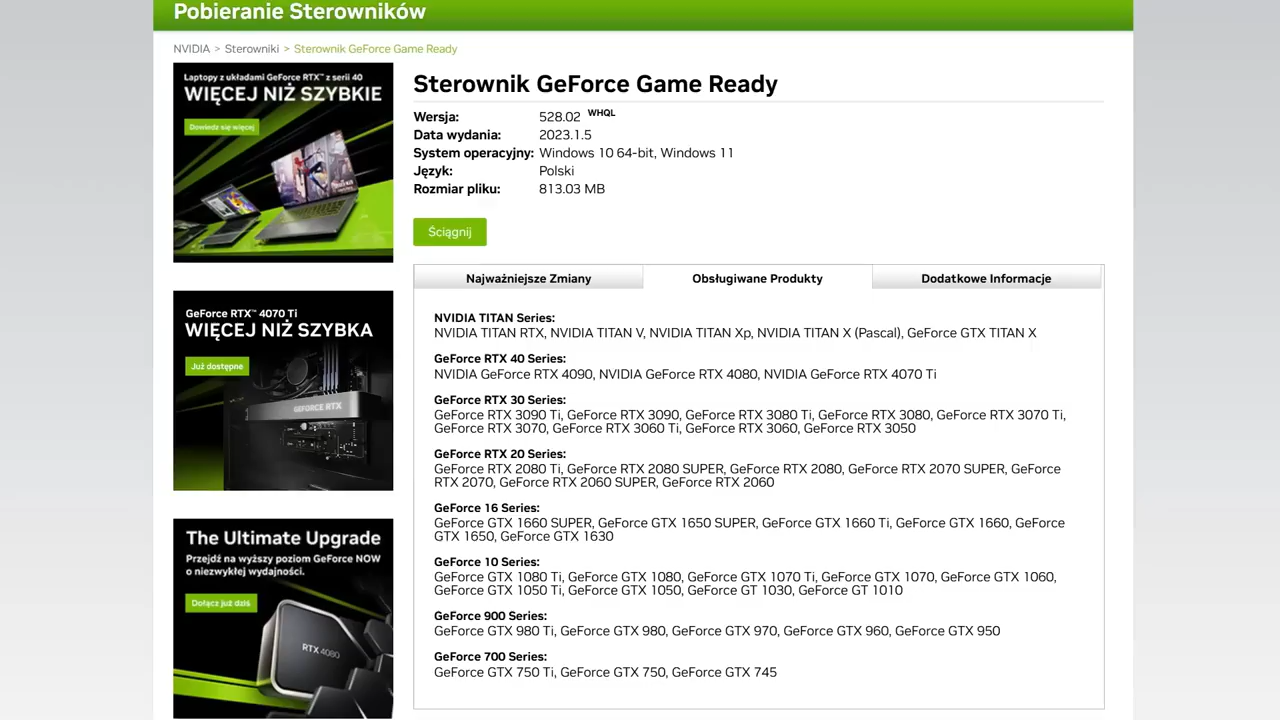 Pobieranie Sterowników
NVIDIA > Sterowniki > Sterownik GeForce Game Ready
Laptopy z układami GeForce RTX™ z serii 40
WIĘCEJ NIŻ SZYBKIE
Dowiedz się więcej
GeForce RTX™ 4070 Ti
WIĘCEJ NIŻ SZYBKA
Już dostępne
GEFORCE RTX
The Ultimate Upgrade
Przejdź na wyższy poziom GeForce NOW
o niezwykłej wydajności.
Dołącz już dziś
RTX 4080
Sterownik GeForce Game Ready
Wersja: 528.02 WHQL
Data wydania: 2023.1.5
System operacyjny: Windows 10 64-bit, Windows 11
Język: Polski
Rozmiar pliku: 813.03 MB
Ściągnij
Najważniejsze Zmiany Obsługiwane Produkty Dodatkowe Informacje
NVIDIA TITAN Series:
NVIDIA TITAN RTX, NVIDIA TITAN V, NVIDIA TITAN Xp, NVIDIA TITAN X (Pascal), GeForce GTX TITAN X
GeForce RTX 40 Series:
NVIDIA GeForce RTX 4090, NVIDIA GeForce RTX 4080, NVIDIA GeForce RTX 4070 Ti
GeForce RTX 30 Series:
GeForce RTX 3090 Ti, GeForce RTX 3090, GeForce RTX 3080 Ti, GeForce RTX 3080, GeForce RTX 3070 Ti,
GeForce RTX 3070, GeForce RTX 3060 Ti, GeForce RTX 3060, GeForce RTX 3050
GeForce RTX 20 Series:
GeForce RTX 2080 Ti, GeForce RTX 2080 SUPER, GeForce RTX 2080, GeForce RTX 2070 SUPER, GeForce
RTX 2070, GeForce RTX 2060 SUPER, GeForce RTX 2060
GeForce 16 Series:
GeForce GTX 1660 SUPER, GeForce GTX 1650 SUPER, GeForce GTX 1660 Ti, GeForce GTX 1660, GeForce
GTX 1650, GeForce GTX 1630
GeForce 10 Series:
GeForce GTX 1080 Ti, GeForce GTX 1080, GeForce GTX 1070 Ti, GeForce GTX 1070, GeForce GTX 1060,
GeForce GTX 1050 Ti, GeForce GTX 1050, GeForce GT 1030, GeForce GT 1010
GeForce 900 Series:
GeForce GTX 980 Ti, GeForce GTX 980, GeForce GTX 970, GeForce GTX 960, GeForce GTX 950
GeForce 700 Series:
GeForce GTX 750 Ti, GeForce GTX 750, GeForce GTX 745